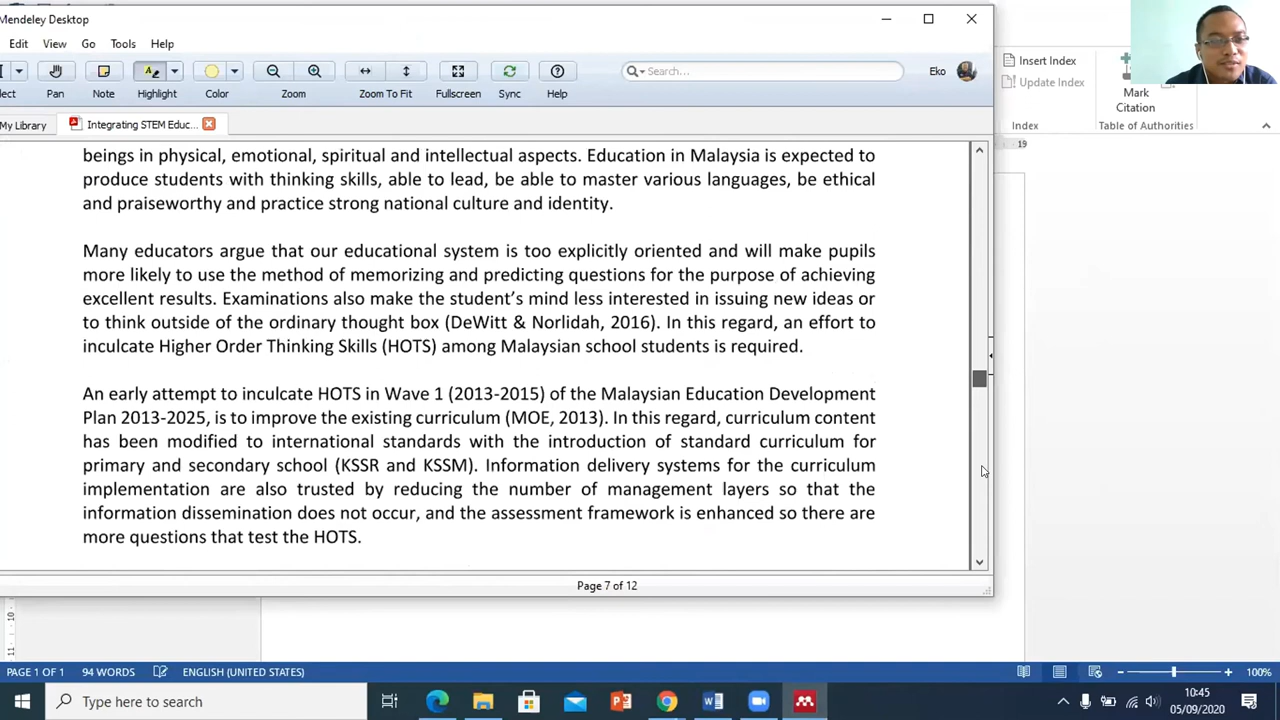 Mendeley Desktop
Edit View Go Tools Help
Insert Index
Update Index
Mark
Citation
Index
Table of Authorities
Search...
Eko
Pan
Note
Highlight
Color
Zoom
Zoom To Fit
Fullscreen
Sync
Help
My Library
Integrating STEM Educ...
19
beings in physical, emotional, spiritual and intellectual aspects. Education in Malaysia is expected to
produce students with thinking skills, able to lead, be able to master various languages, be ethical
and praiseworthy and practice strong national culture and identity.
Many educators argue that our educational system is too explicitly oriented and will make pupils
more likely to use the method of memorizing and predicting questions for the purpose of achieving
excellent results. Examinations also make the student's mind less interested in issuing new ideas or
to think outside of the ordinary thought box (DeWitt & Norlidah, 2016). In this regard, an effort to
inculcate Higher Order Thinking Skills (HOTS) among Malaysian school students is required.
An early attempt to inculcate HOTS in Wave 1 (2013-2015) of the Malaysian Education Development
Plan 2013-2025, is to improve the existing curriculum (MOE, 2013). In this regard, curriculum content
has been modified to international standards with the introduction of standard curriculum for
primary and secondary school (KSSR and KSSM). Information delivery systems for the curriculum
implementation are also trusted by reducing the number of management layers so that the
information dissemination does not occur, and the assessment framework is enhanced so there are
more questions that test the HOTS.
Page 7 of 12
10
11
PAGE 1 OF 1 94 WORDS ENGLISH (UNITED STATES) 100%
Type here to search
10:45
05/09/2020